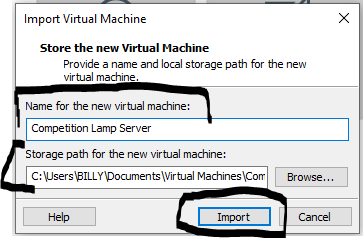 Import Virtual Machine
Store the new Virtual Machine
Provide a name and local storage path for the new
virtual machine.
Name for the new virtual machine:
Competition Lamp Server
Storage path for the new virtual machine:
C:\Users\BILLY\Documents\Virtual Machines\Com
Browse...
Help
Import
Cancel